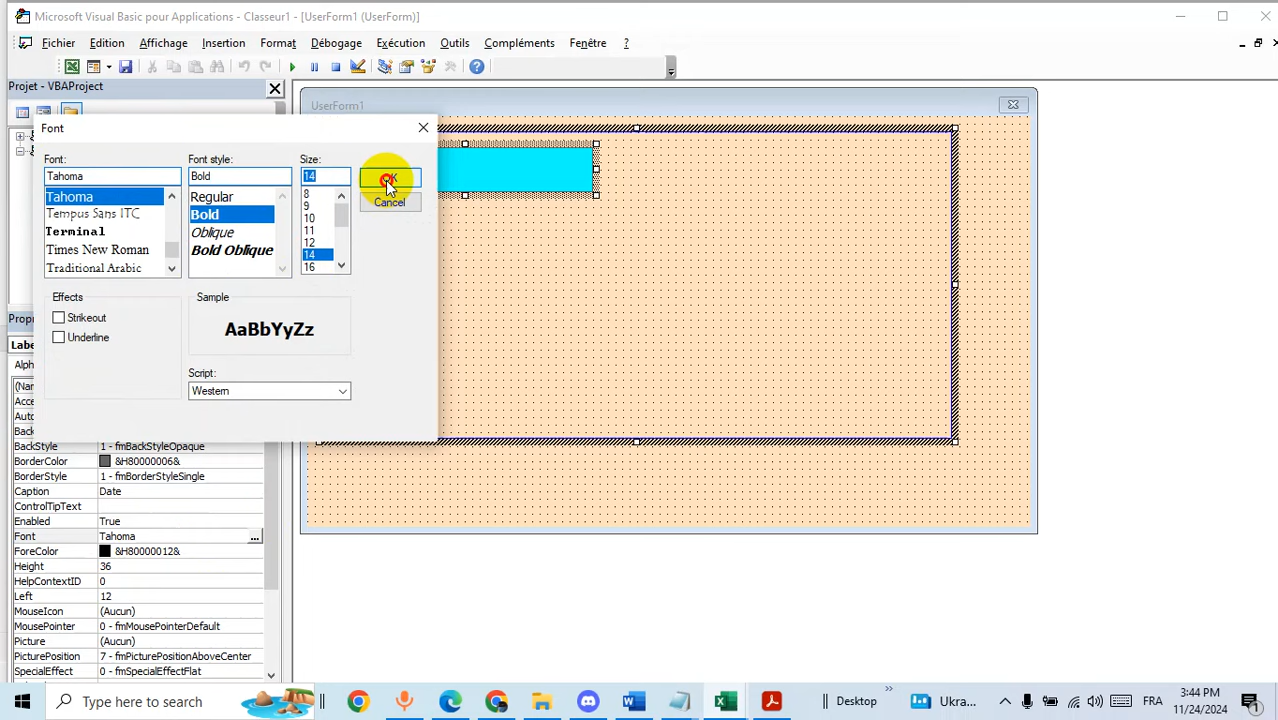 Microsoft Visual Basic pour Applications - Classeur1 - [UserForm1 (UserForm)]
Fichier Edition Affichage Insertion Format Débogage Exécution Outils Compléments Fenêtre ?
Projet - VBAProject
UserForm1
Font
Font: Font style: Size:
Tahoma Bold 14 OK
Tahoma Regular 8
Tempus Sans ITC Bold 9 Cancel
Terminal Oblique 10
Times New Roman Bold Oblique 11
Traditional Arabic 12
14
16
Effects Sample
Strikeout
Underline
AaBbYyZz
Script:
Western
BackStyle 1 - fmBackStyleOpaque
BorderColor &H80000006&
BorderStyle 1 - fmBorderStyleSingle
Caption Date
ControlTipText
Enabled True
Font Tahoma ...
ForeColor &H80000012&
Height 36
HelpContextID 0
Left 12
MouseIcon (Aucun)
MousePointer 0 - fmMousePointerDefault
Picture (Aucun)
PicturePosition 7 - fmPicturePositionAboveCenter
SpecialEffect 0 - fmSpecialEffectFlat
Type here to search Desktop » Ukra... FRA 3:44 PM
11/24/2024